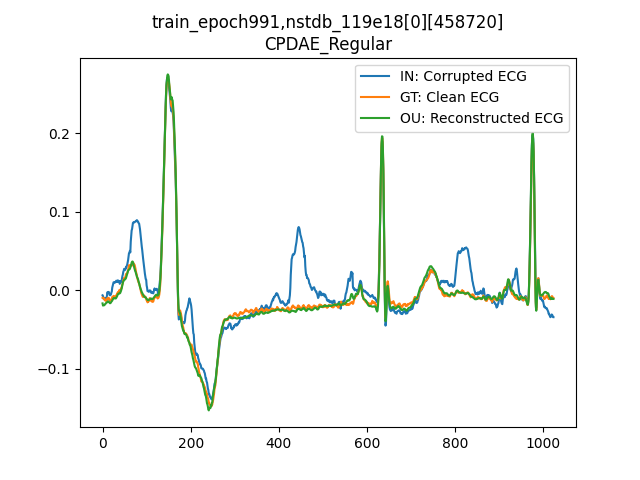 train_epoch991,nstdb_119e18[0][458720]
CPDAE_Regular
IN: Corrupted ECG
GT: Clean ECG
OU: Reconstructed ECG
0.2
0.1
0.0
−0.1
0 200 400 600 800 1000